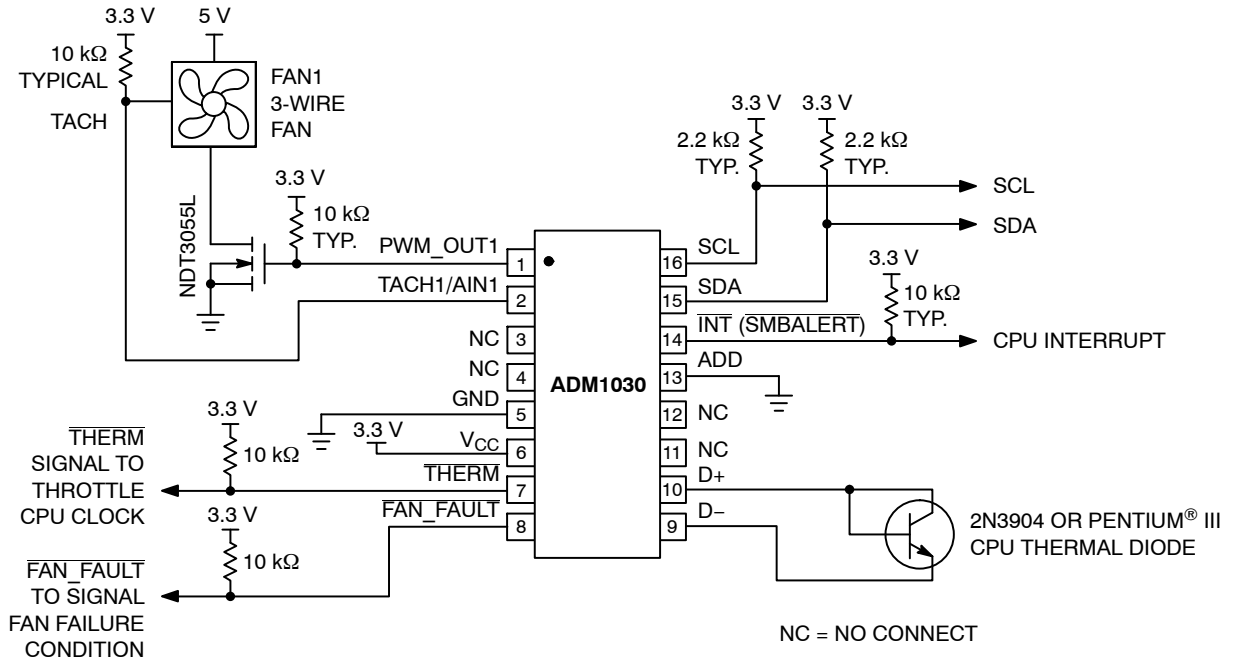 3.3 V
5 V
10 kΩ
TYPICAL
TACH
FAN1
3-WIRE
FAN
3.3 V
10 kΩ
TYP.
NDT3055L
PWM_OUT1
TACH1/AIN1
NC
NC
GND
3.3 V
VCC
THERM
FAN_FAULT
1
2
3
4
5
6
7
8
ADM1030
16
15
14
13
12
11
10
9
SCL
SDA
INT (SMBALERT)
ADD
NC
NC
D+
D−
3.3 V
3.3 V
2.2 kΩ
TYP.
2.2 kΩ
TYP.
SCL
SDA
3.3 V
10 kΩ
TYP.
CPU INTERRUPT
3.3 V
10 kΩ
THERM
SIGNAL TO
THROTTLE
CPU CLOCK
3.3 V
10 kΩ
FAN_FAULT
TO SIGNAL
FAN FAILURE
CONDITION
2N3904 OR PENTIUM® III
CPU THERMAL DIODE
NC = NO CONNECT